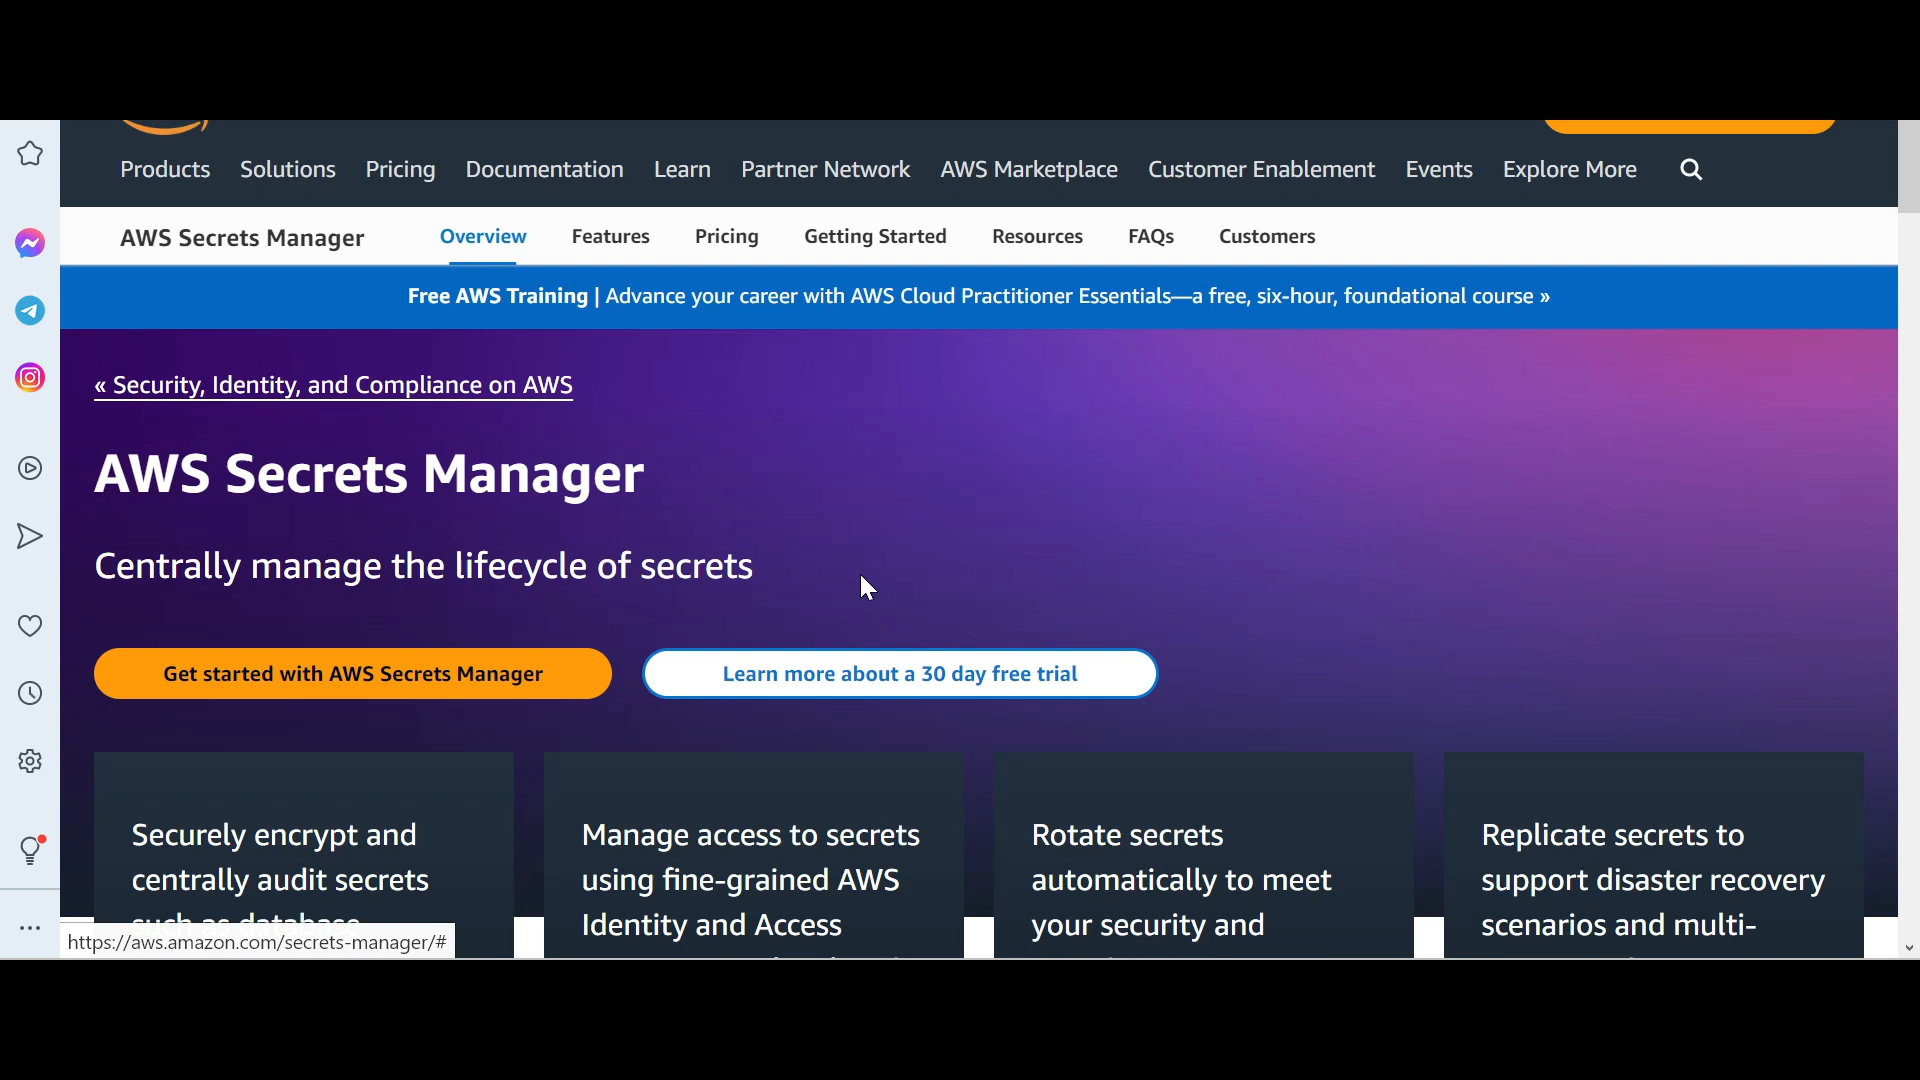 Products Solutions Pricing Documentation Learn Partner Network AWS Marketplace Customer Enablement Events Explore More
AWS Secrets Manager Overview Features Pricing Getting Started Resources FAQs Customers
Free AWS Training | Advance your career with AWS Cloud Practitioner Essentials—a free, six-hour, foundational course »
« Security, Identity, and Compliance on AWS
AWS Secrets Manager
Centrally manage the lifecycle of secrets
Get started with AWS Secrets Manager
Learn more about a 30 day free trial
Securely encrypt and
centrally audit secrets
such as database
Manage access to secrets
using fine-grained AWS
Identity and Access
Rotate secrets
automatically to meet
your security and
Replicate secrets to
support disaster recovery
scenarios and multi-
https://aws.amazon.com/secrets-manager/#